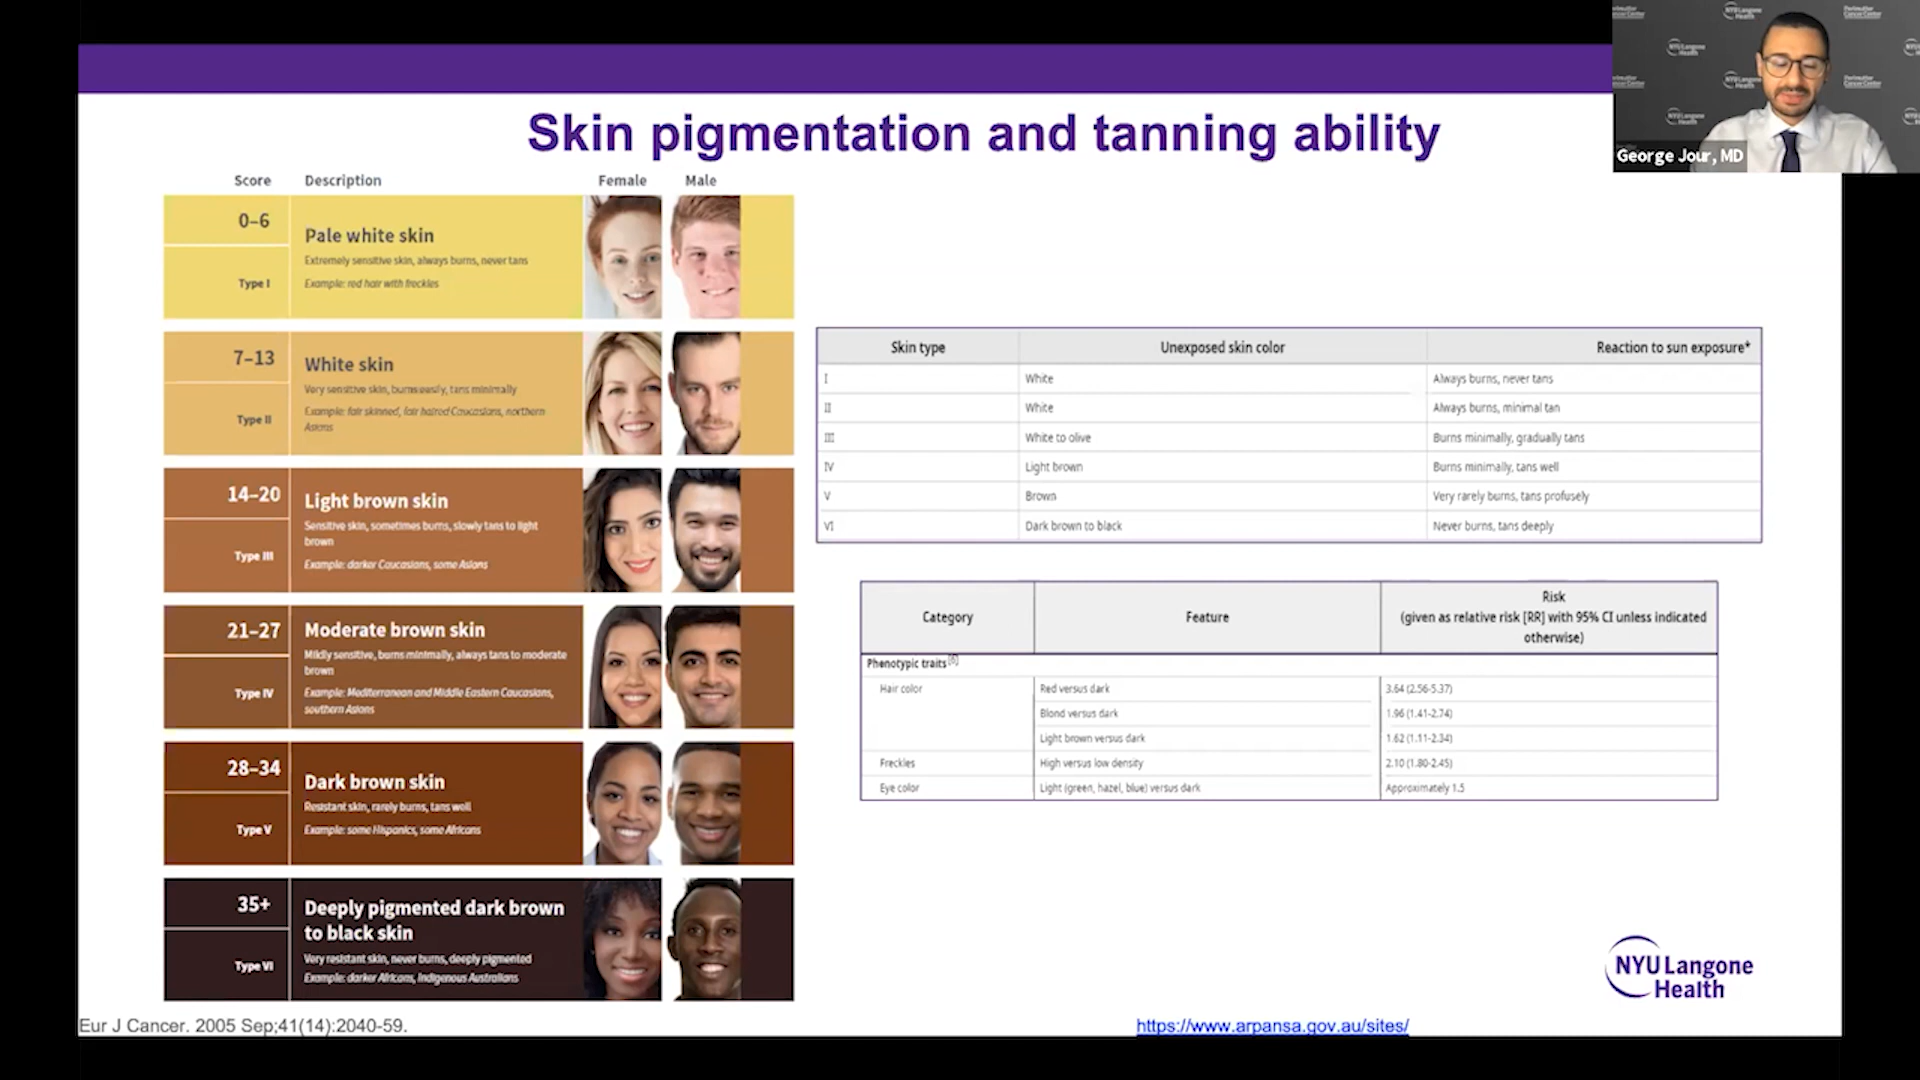 Skin pigmentation and tanning ability
George Jour, MD
NYU Langone Health
Perlmutter Cancer Center
Score Description Female Male
0–6
Type I
Pale white skin
Extremely sensitive skin, always burns, never tans
Example: red hair with freckles
7–13
Type II
White skin
Very sensitive skin, burns easily, tans minimally
Example: fair skinned, fair haired Caucasians, northern
Asians
14–20
Type III
Light brown skin
Sensitive skin, sometimes burns, slowly tans to light
brown
Example: darker Caucasians, some Asians
21–27
Type IV
Moderate brown skin
Mildly sensitive, burns minimally, always tans to moderate
brown
Example: Mediterranean and Middle Eastern Caucasians,
southern Asians
28–34
Type V
Dark brown skin
Resistant skin, rarely burns, tans well
Example: some Hispanics, some Africans
35+
Type VI
Deeply pigmented dark brown
to black skin
Very resistant skin, never burns, deeply pigmented
Example: darker Africans, Indigenous Australians
Skin type Unexposed skin color Reaction to sun exposure*
I White Always burns, never tans
II White Always burns, minimal tan
III White to olive Burns minimally, gradually tans
IV Light brown Burns minimally, tans well
V Brown Very rarely burns, tans profusely
VI Dark brown to black Never burns, tans deeply
Category Feature Risk
(given as relative risk [RR] with 95% CI unless indicated
otherwise)
Phenotypic traits[6]
Hair color Red versus dark 3.64 (2.56-5.37)
Blond versus dark 1.96 (1.41-2.74)
Light brown versus dark 1.62 (1.11-2.34)
Freckles High versus low density 2.10 (1.80-2.45)
Eye color Light (green, hazel, blue) versus dark Approximately 1.5
NYU Langone
Health
Eur J Cancer. 2005 Sep;41(14):2040-59.
https://www.arpansa.gov.au/sites/